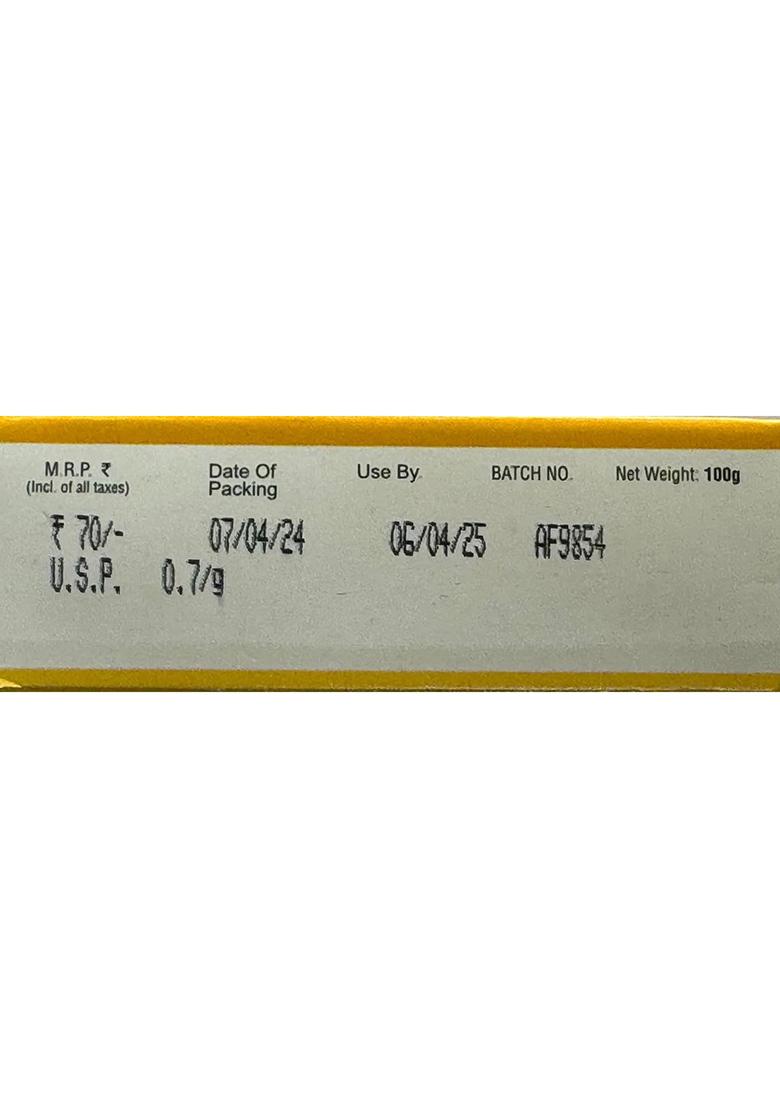 M.R.P. ₹ Date Of Use By. BATCH NO. Net Weight: 100g
(Incl. of all taxes) Packing
₹ 70/- 07/04/24 06/04/25 AF9854
U.S.P. 0.7/g